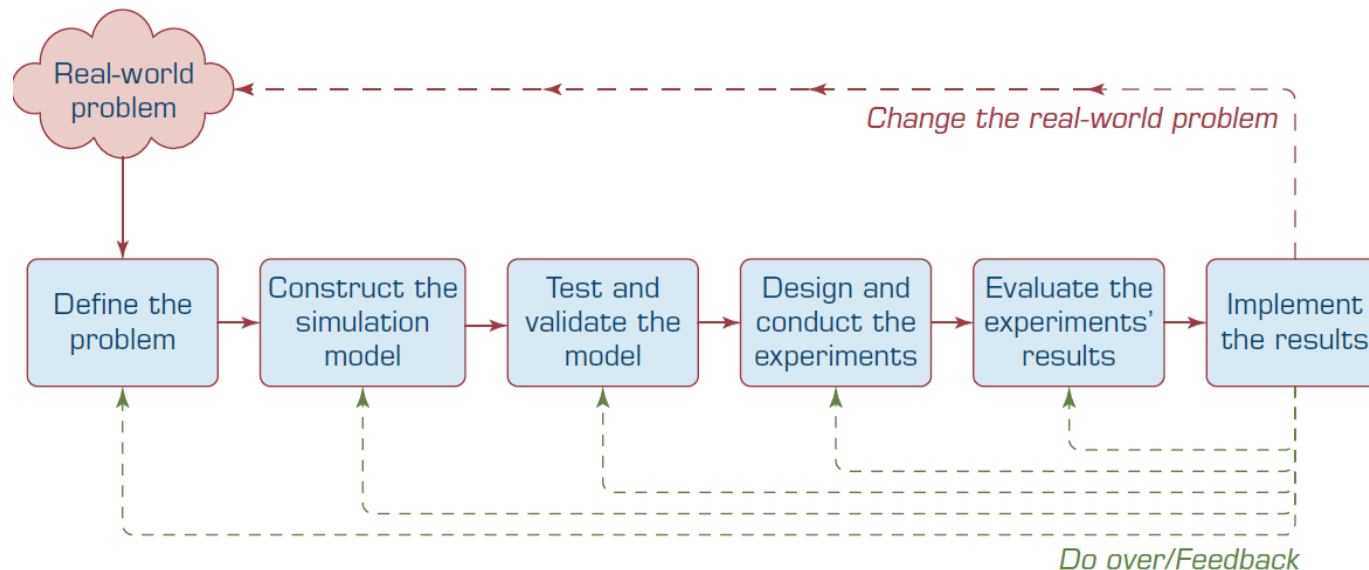 Real-world
problem
Change the real-world problem
Define the
problem
Construct the
simulation
model
Test and
validate the
model
Design and
conduct the
experiments
Evaluate the
experiments’
results
Implement
the results
Do over/Feedback